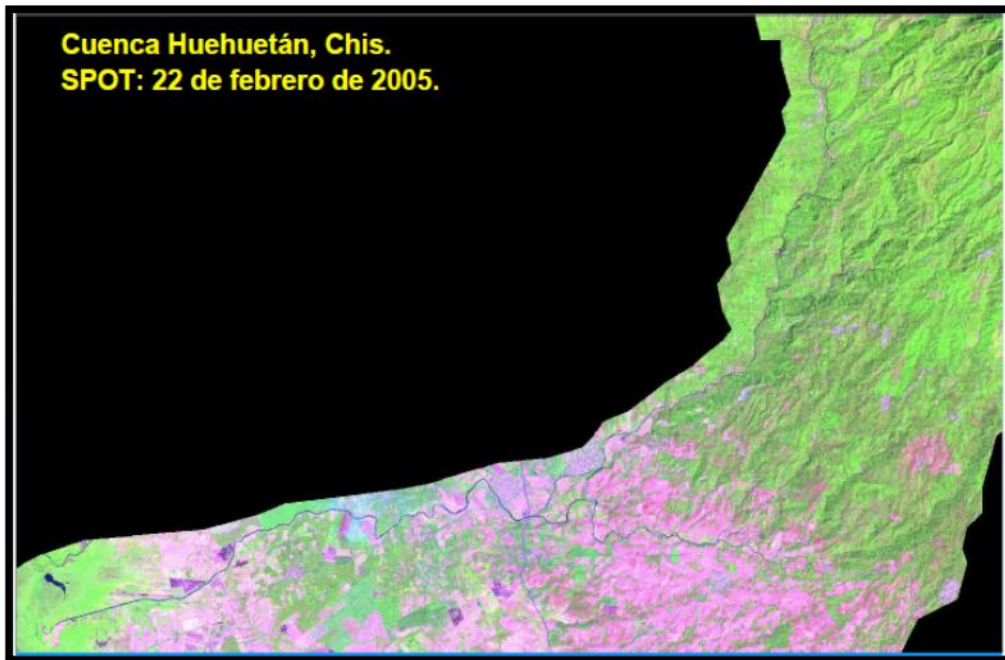 Cuenca Huehuetán, Chis.
SPOT: 22 de febrero de 2005.